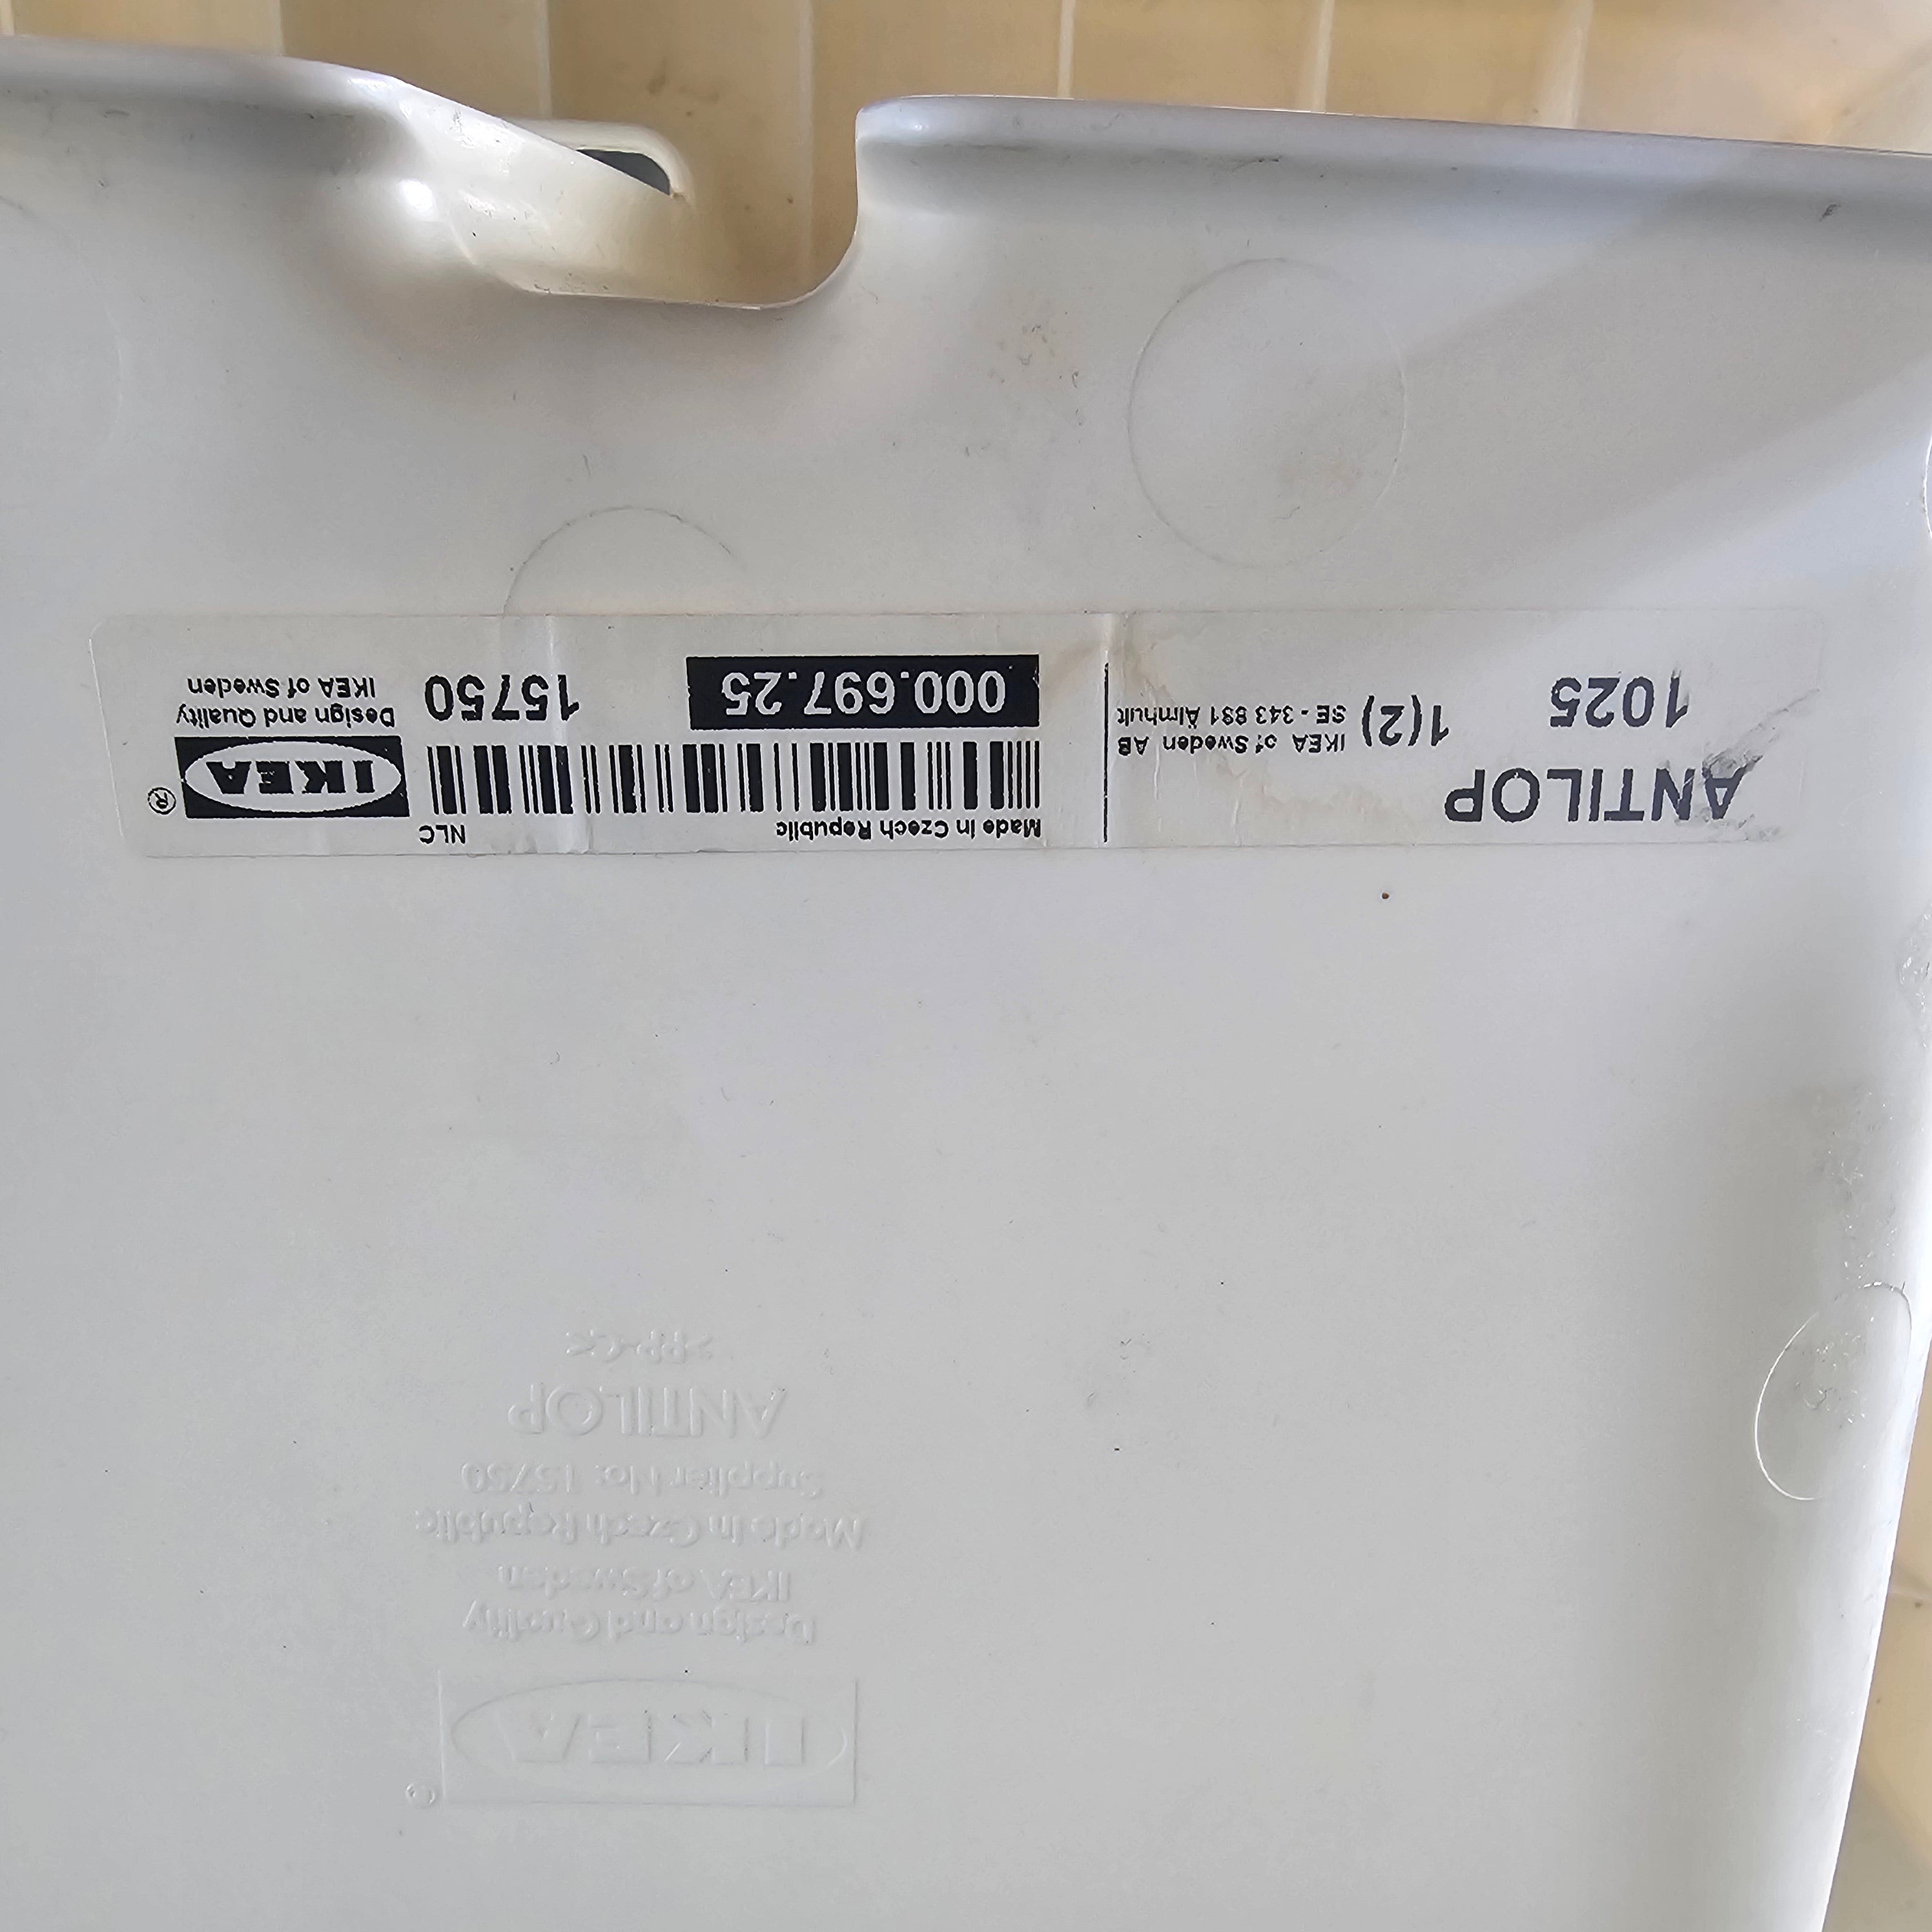 ANTILOP
1025
1(2)
IKEA of Sweden AB
SE - 343 881 Älmhult
Made in Czech Republic
NLC
000.697.25
15750
IKEA®
Design and Quality
IKEA of Sweden
IKEA®
Design and Quality
IKEA of Sweden
Made in Czech Republic
Supplier No: 15750
ANTILOP
>PP-C<